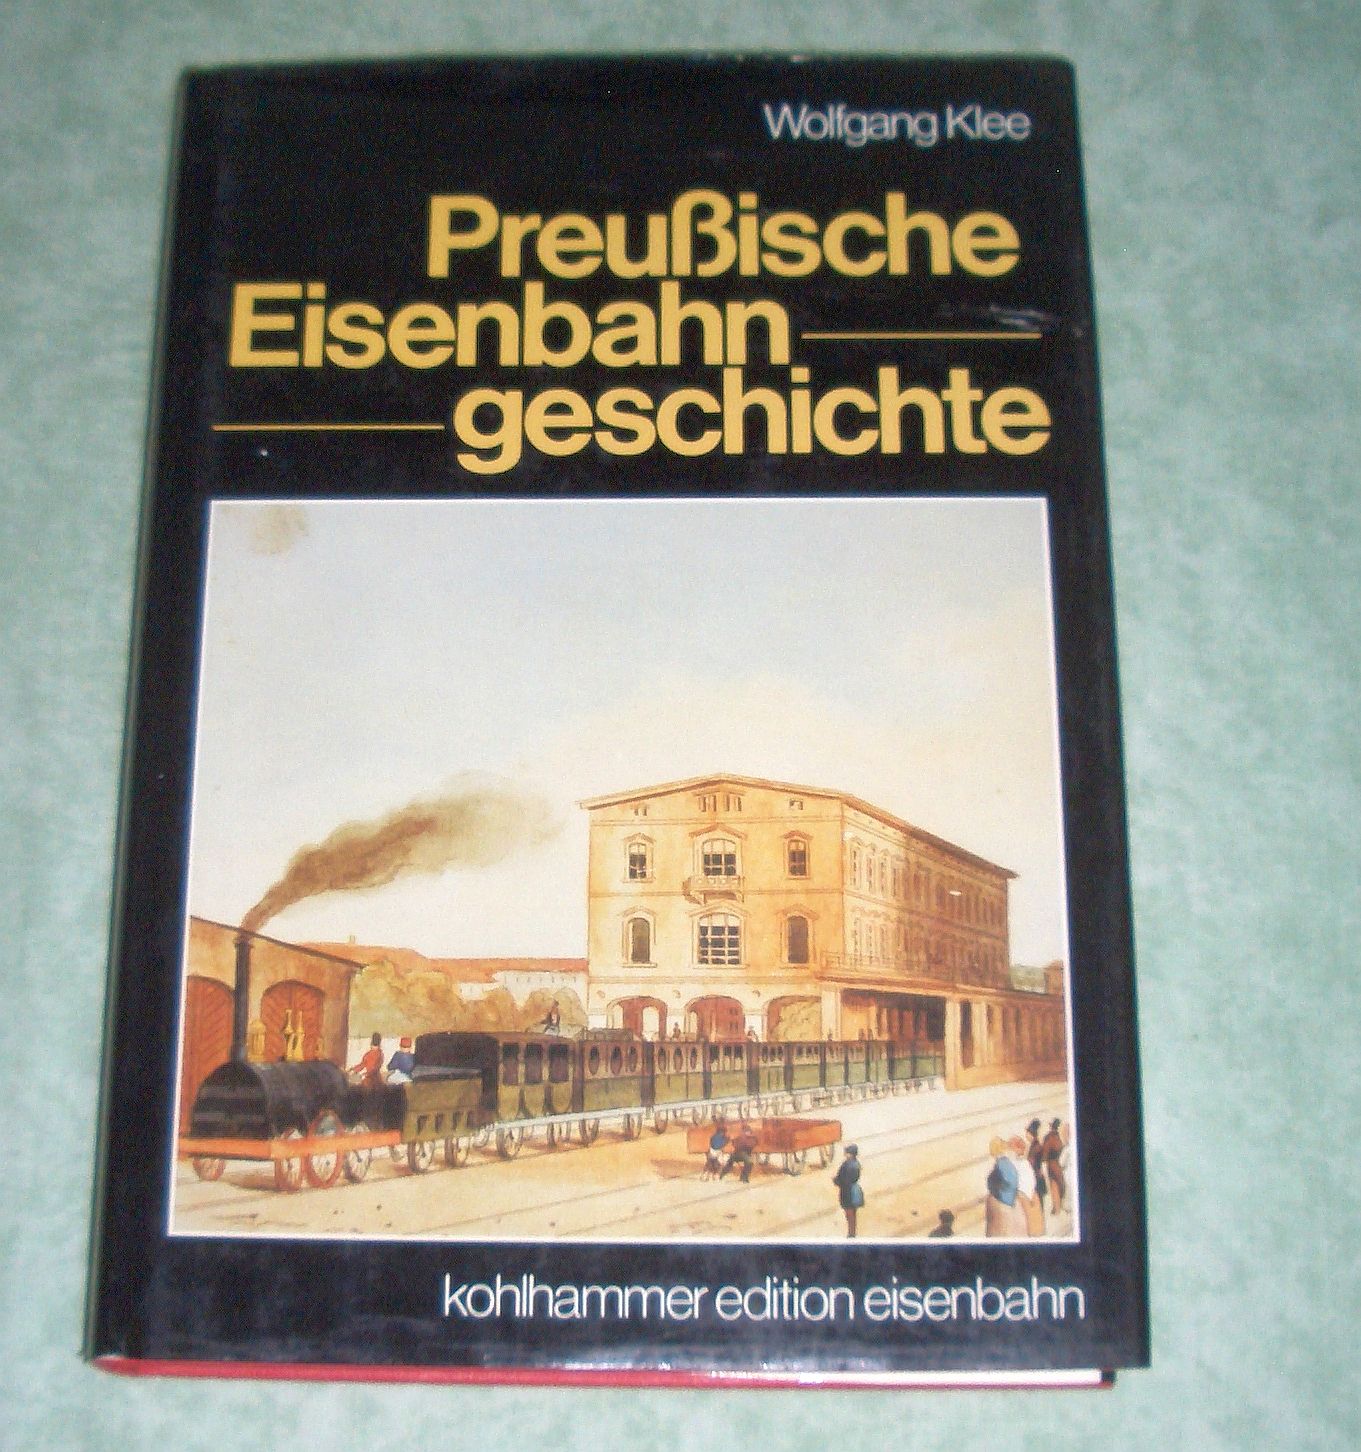 Wolfgang Klee
Preußische
Eisenbahn
geschichte
kohlhammer edition eisenbahn